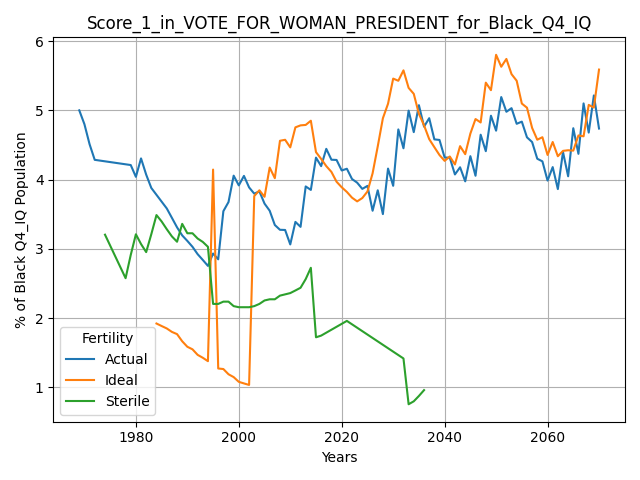 Score_1_in_VOTE_FOR_WOMAN_PRESIDENT_for_Black_Q4_IQ
% of Black Q4_IQ Population
6
5
4
3
2
1
Fertility
Actual
Ideal
Sterile
1980 2000 2020 2040 2060
Years